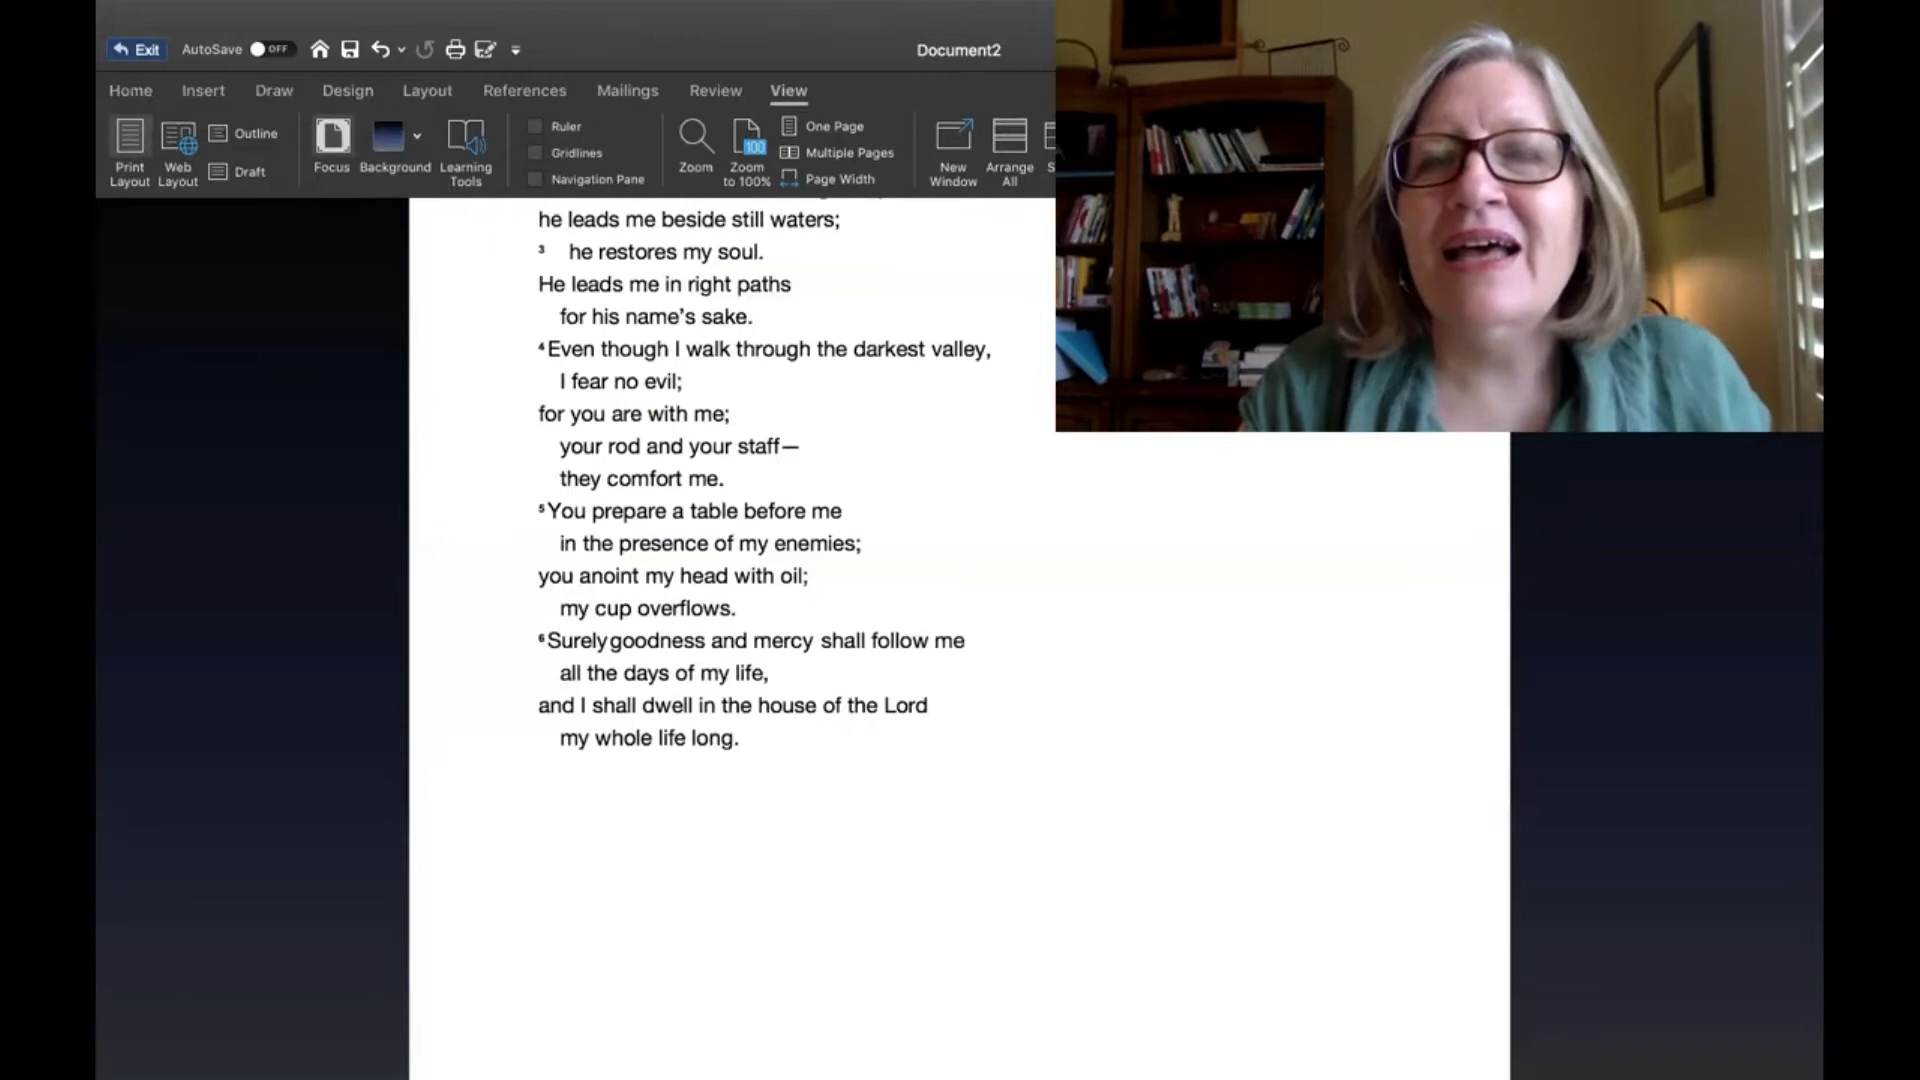 Exit AutoSave OFF Document2
Home Insert Draw Design Layout References Mailings Review View
Print Layout
Web Layout
Outline
Draft
Focus
Background
Learning Tools
Ruler
Gridlines
Navigation Pane
Zoom
100
Zoom to 100%
One Page
Multiple Pages
Page Width
New Window
Arrange All
he leads me beside still waters;
3 he restores my soul.
He leads me in right paths
for his name’s sake.
4 Even though I walk through the darkest valley,
I fear no evil;
for you are with me;
your rod and your staff—
they comfort me.
5 You prepare a table before me
in the presence of my enemies;
you anoint my head with oil;
my cup overflows.
6 Surely goodness and mercy shall follow me
all the days of my life,
and I shall dwell in the house of the Lord
my whole life long.